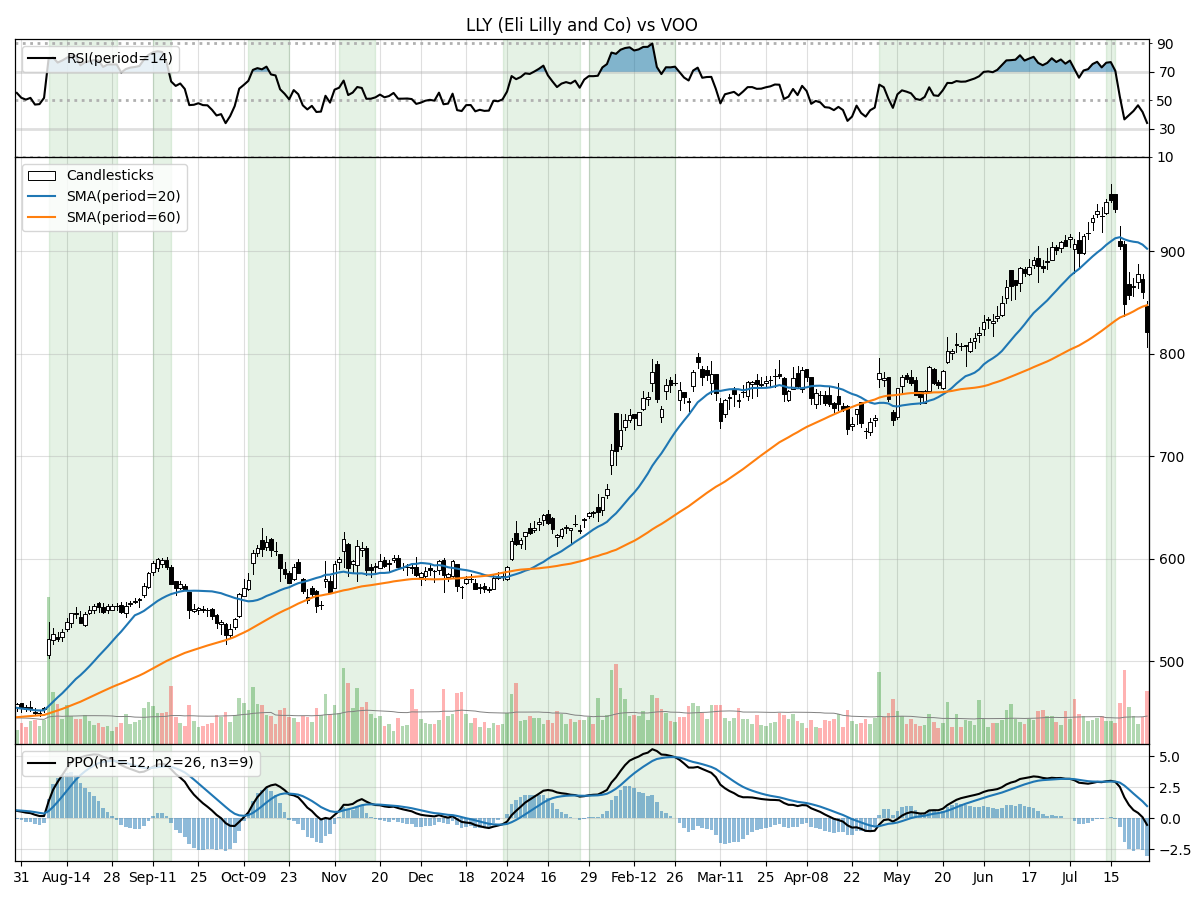 LLY (Eli Lilly and Co) vs VOO
RSI(period=14)
90
70
50
30
10
Candlesticks
SMA(period=20)
SMA(period=60)
900
800
700
600
500
PPO(n1=12, n2=26, n3=9)
5.0
2.5
0.0
−2.5
31 Aug-14 28 Sep-11 25 Oct-09 23 Nov 20 Dec 18 2024 16 29 Feb-12 26 Mar-11 25 Apr-08 22 May 20 Jun 17 Jul 15